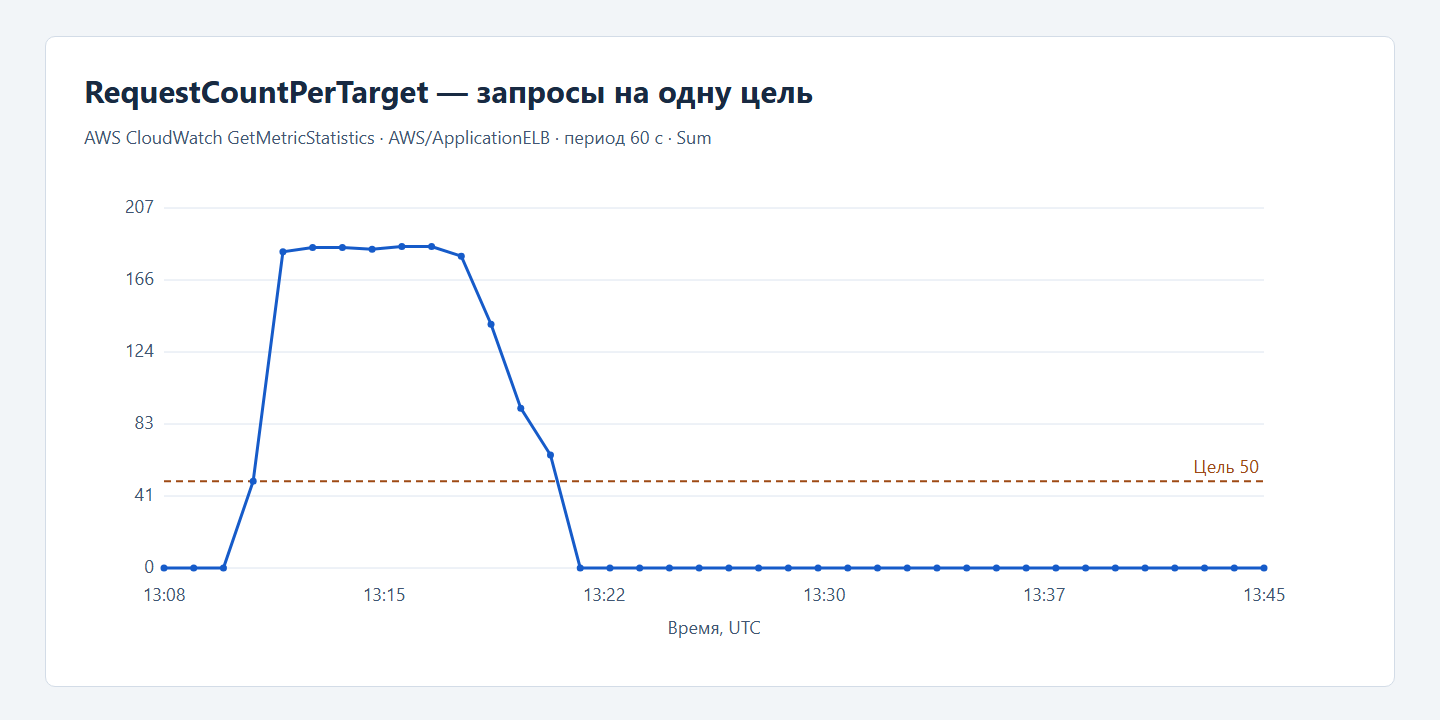 RequestCountPerTarget — запросы на одну цель
AWS CloudWatch GetMetricStatistics · AWS/ApplicationELB · период 60 с · Sum
207
166
124
83
Цель 50
41
0
13:08 13:15 13:22 13:30 13:37 13:45
Время, UTC